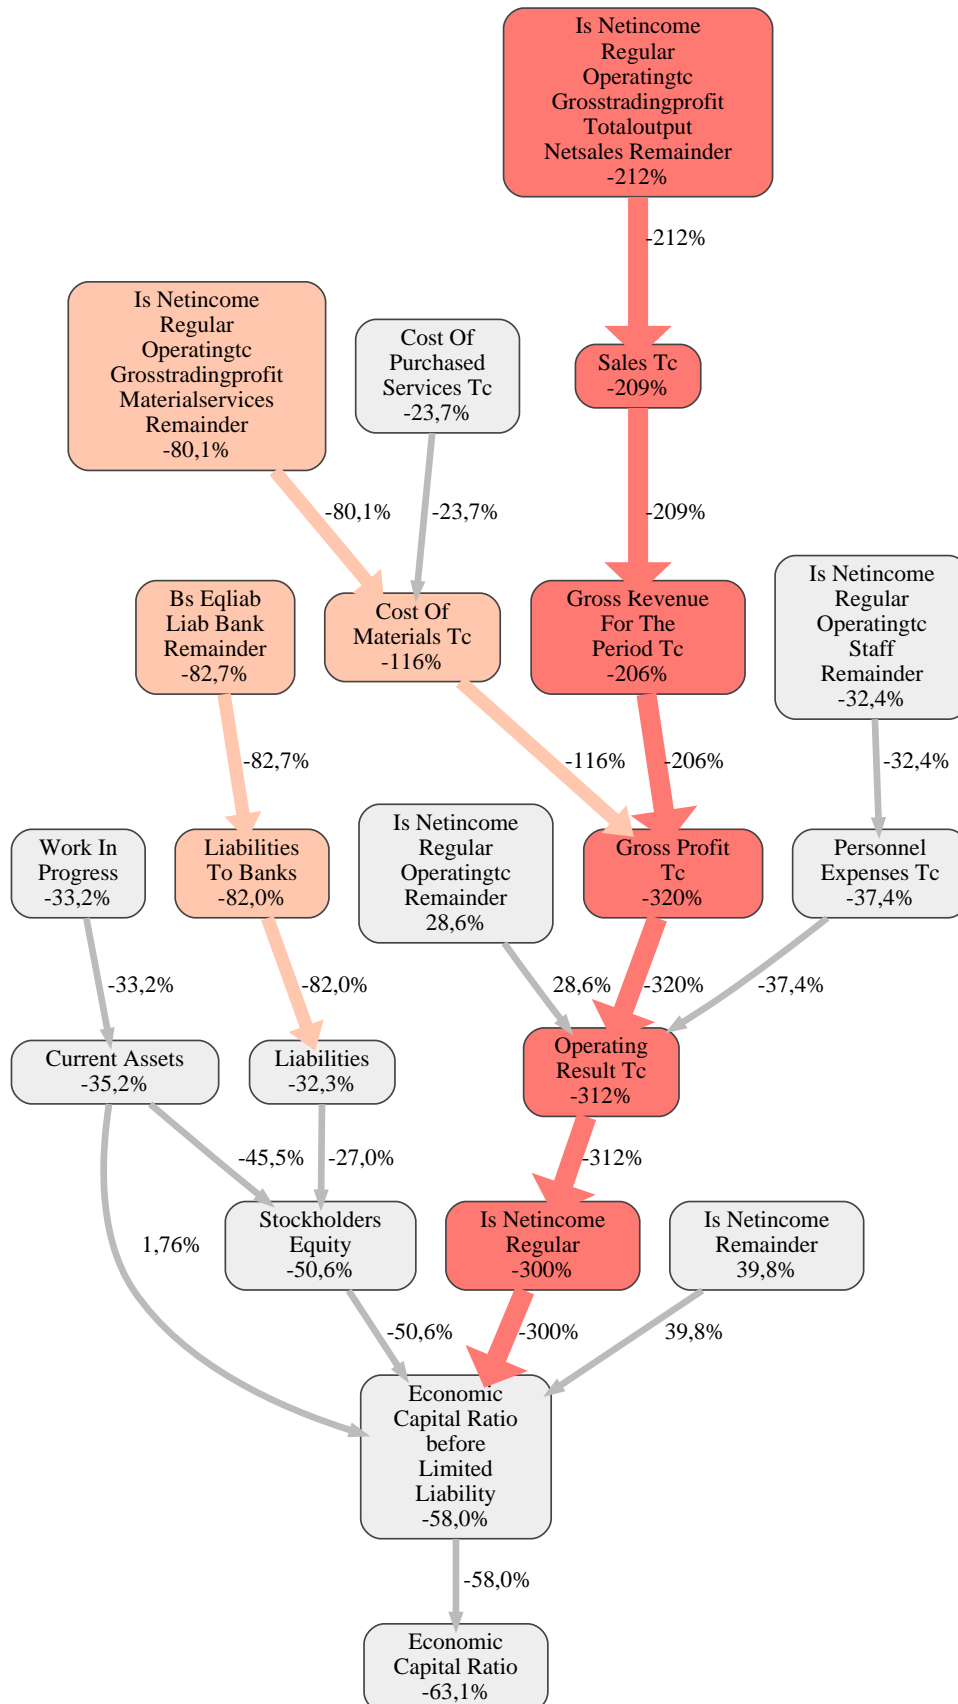 Is Netincome
Regular
Operatingtc
Grosstradingprofit
Totaloutput
Netsales Remainder
-212%
-212%
Is Netincome
Regular
Operatingtc
Grosstradingprofit
Materialservices
Remainder
-80,1%
Cost Of
Purchased
Services Tc
-23,7%
Sales Tc
-209%
-80,1%
-23,7%
-209%
Bs Eqliab
Liab Bank
Remainder
-82,7%
Cost Of
Materials Tc
-116%
Gross Revenue
For The
Period Tc
-206%
Is Netincome
Regular
Operatingtc
Staff
Remainder
-32,4%
-82,7%
-116%
-206%
-32,4%
Work In
Progress
-33,2%
Liabilities
To Banks
-82,0%
Is Netincome
Regular
Operatingtc
Remainder
28,6%
Gross Profit
Tc
-320%
Personnel
Expenses Tc
-37,4%
-33,2%
-82,0%
28,6%
-320%
-37,4%
Current Assets
-35,2%
Liabilities
-32,3%
Operating
Result Tc
-312%
-45,5%
-27,0%
-312%
1,76%
Stockholders
Equity
-50,6%
Is Netincome
Regular
-300%
Is Netincome
Remainder
39,8%
-50,6%
-300%
39,8%
Economic
Capital Ratio
before
Limited
Liability
-58,0%
-58,0%
Economic
Capital Ratio
-63,1%